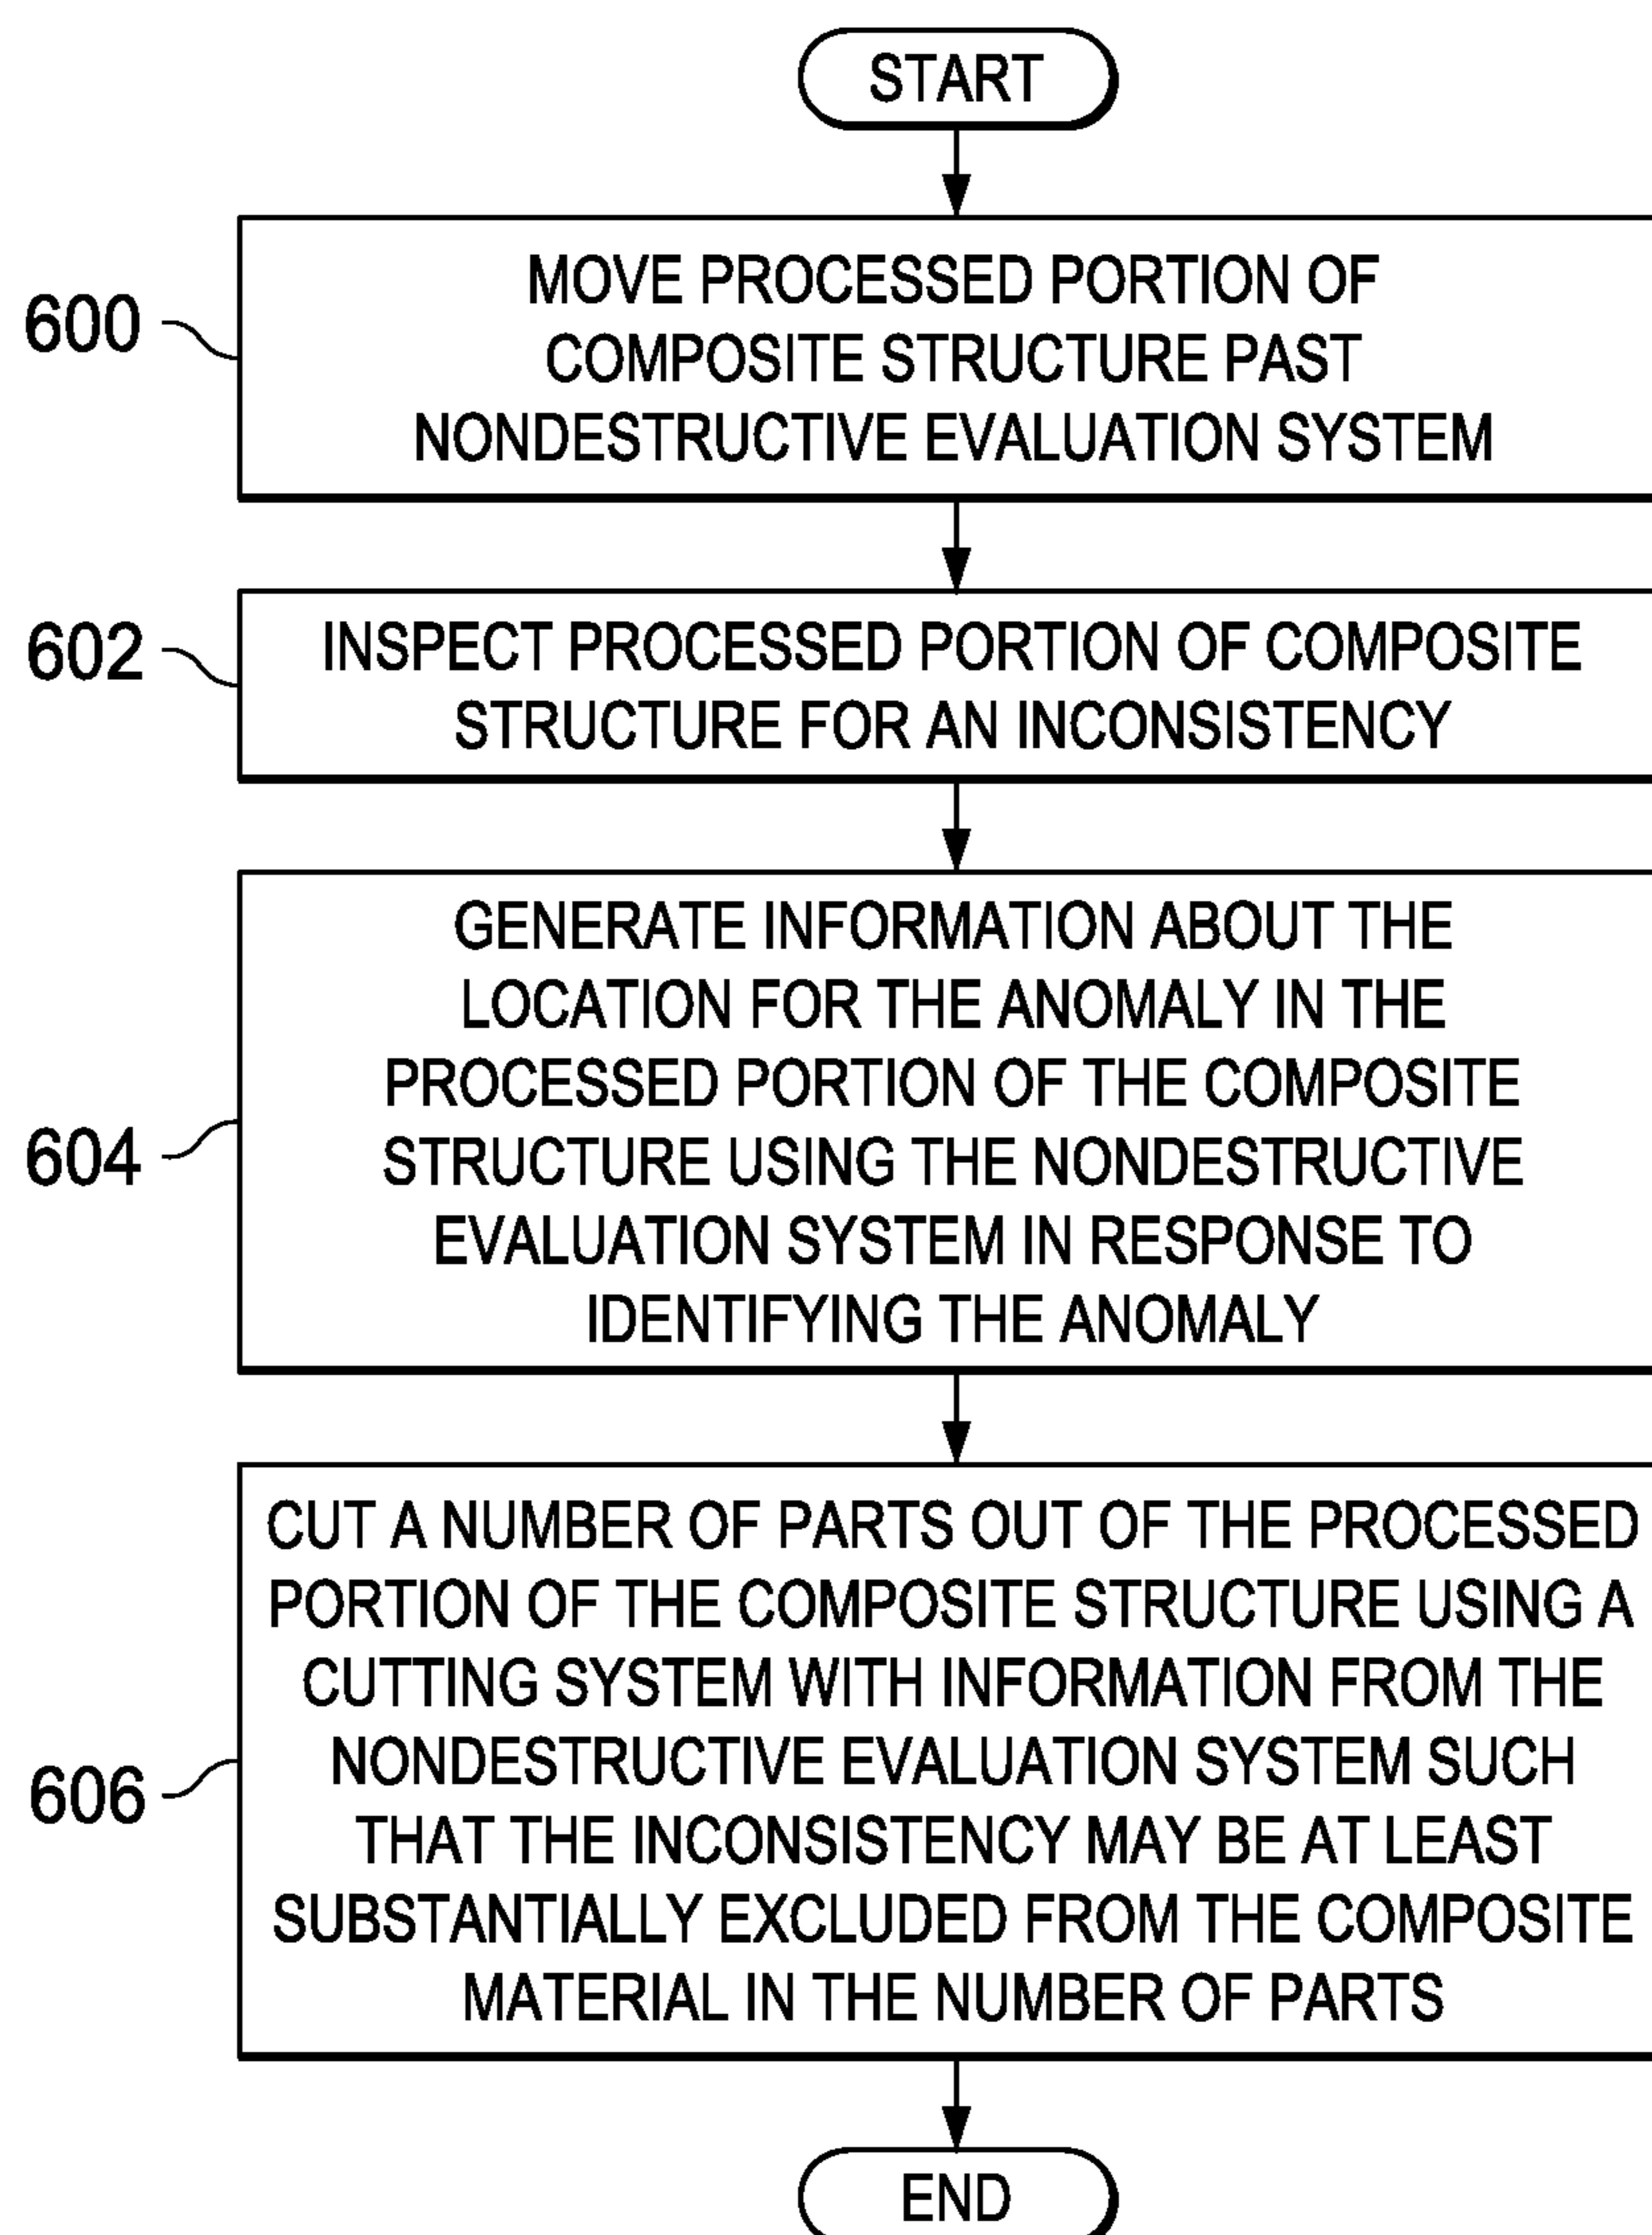 START
600
MOVE PROCESSED PORTION OF
COMPOSITE STRUCTURE PAST
NONDESTRUCTIVE EVALUATION SYSTEM
602
INSPECT PROCESSED PORTION OF COMPOSITE
STRUCTURE FOR AN INCONSISTENCY
604
GENERATE INFORMATION ABOUT THE
LOCATION FOR THE ANOMALY IN THE
PROCESSED PORTION OF THE COMPOSITE
STRUCTURE USING THE NONDESTRUCTIVE
EVALUATION SYSTEM IN RESPONSE TO
IDENTIFYING THE ANOMALY
606
CUT A NUMBER OF PARTS OUT OF THE PROCESSED
PORTION OF THE COMPOSITE STRUCTURE USING A
CUTTING SYSTEM WITH INFORMATION FROM THE
NONDESTRUCTIVE EVALUATION SYSTEM SUCH
THAT THE INCONSISTENCY MAY BE AT LEAST
SUBSTANTIALLY EXCLUDED FROM THE COMPOSITE
MATERIAL IN THE NUMBER OF PARTS
END